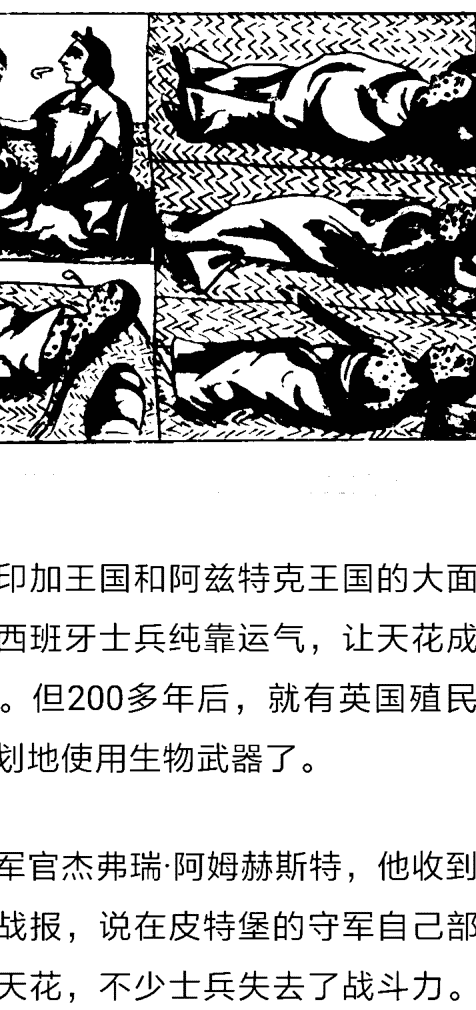 印加王国和阿兹特克王国的大面
西班牙士兵纯靠运气，让天花成
。但200多年后，就有英国殖民
划地使用生物武器了。
军官杰弗瑞·阿姆赫斯特，他收到
战报，说在皮特堡的守军自己部
天花，不少士兵失去了战斗力。